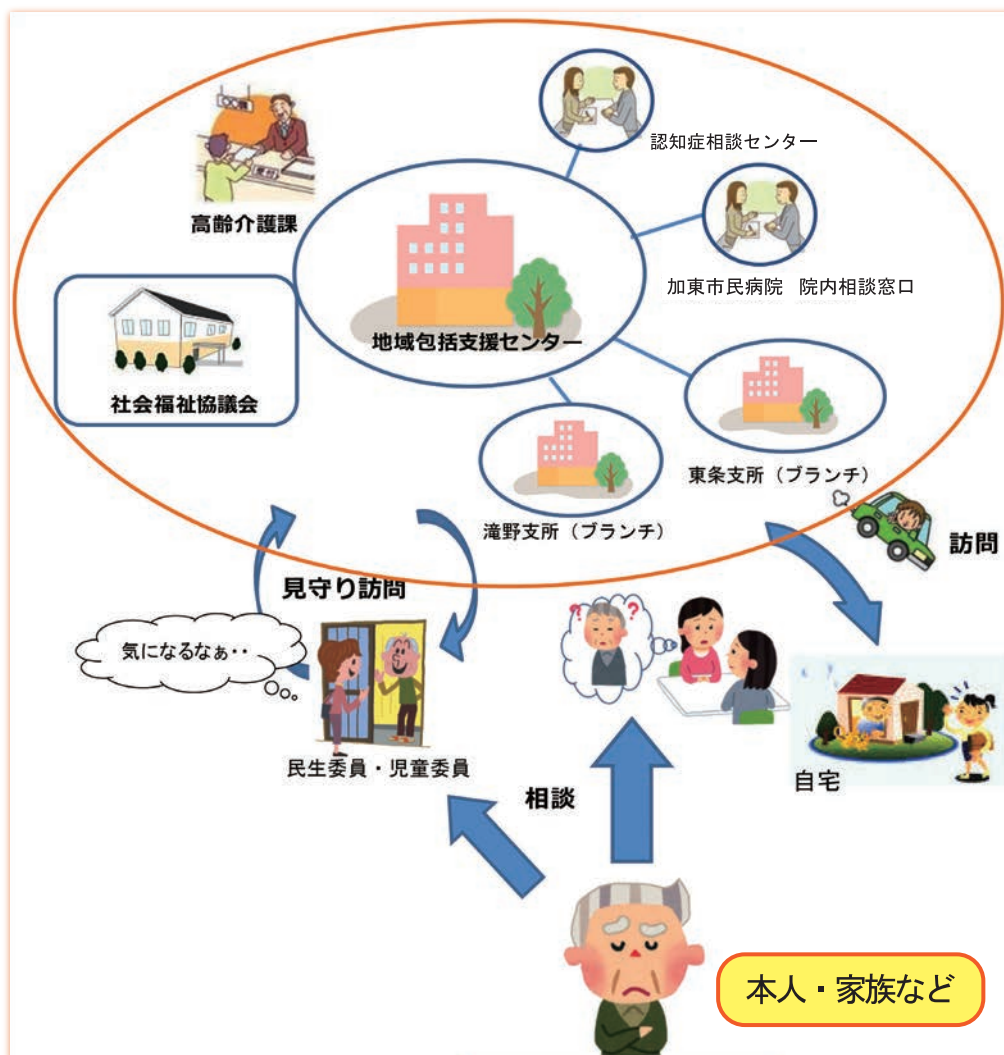 認知症相談センター
高齢介護課
受付
加東市民病院 院内相談窓口
地域包括支援センター
社会福祉協議会
東条支所（ブランチ）
滝野支所（ブランチ）
訪問
見守り訪問
気になるなぁ・・
? ?
民生委員・児童委員
自宅
相談
本人・家族など